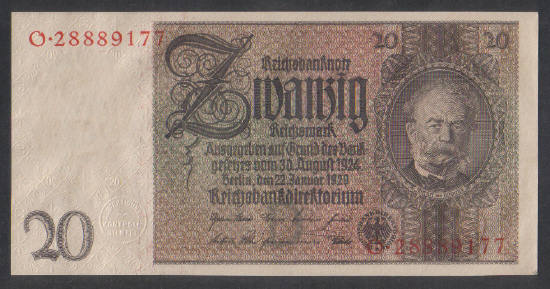 O·28889177
20
20
Reichsbanknote
Zwanzig
Reichsmark
Ausgegeben auf Grund des Bank
gesetzes vom 30. August 1924
Berlin, den 22. Januar 1929
Reichsbankdirektorium
20
O·28889177